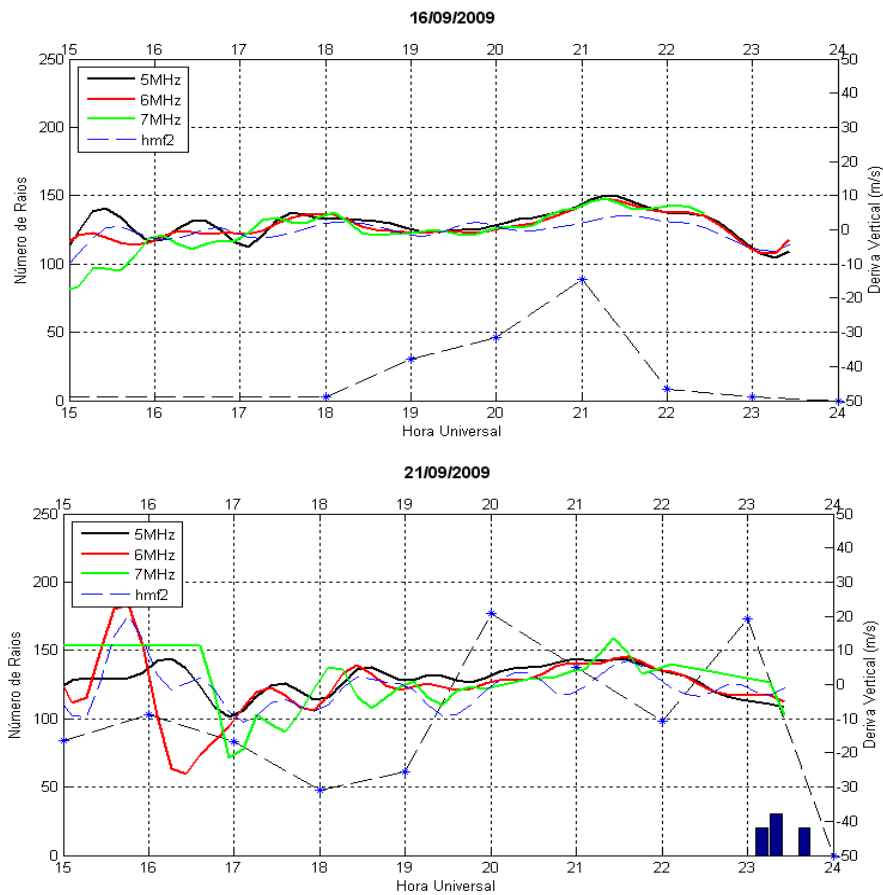 16/09/2009
15 16 17 18 19 20 21 22 23 24
250 50
40
5MHz
6MHz 30
200
7MHz 20
hmf2
150 10
0
100 -10
-20
50 -30
-40
0 -50
Número de Raios
Deriva Vertical (m/s)
15 16 17 18 19 20 21 22 23 24
Hora Universal
21/09/2009
15 16 17 18 19 20 21 22 23 24
250 50
40
5MHz
6MHz 30
200
7MHz 20
hmf2
150 10
0
100 -10
-20
50 -30
-40
0 -50
Número de Raios
Deriva Vertical (m/s)
15 16 17 18 19 20 21 22 23 24
Hora Universal